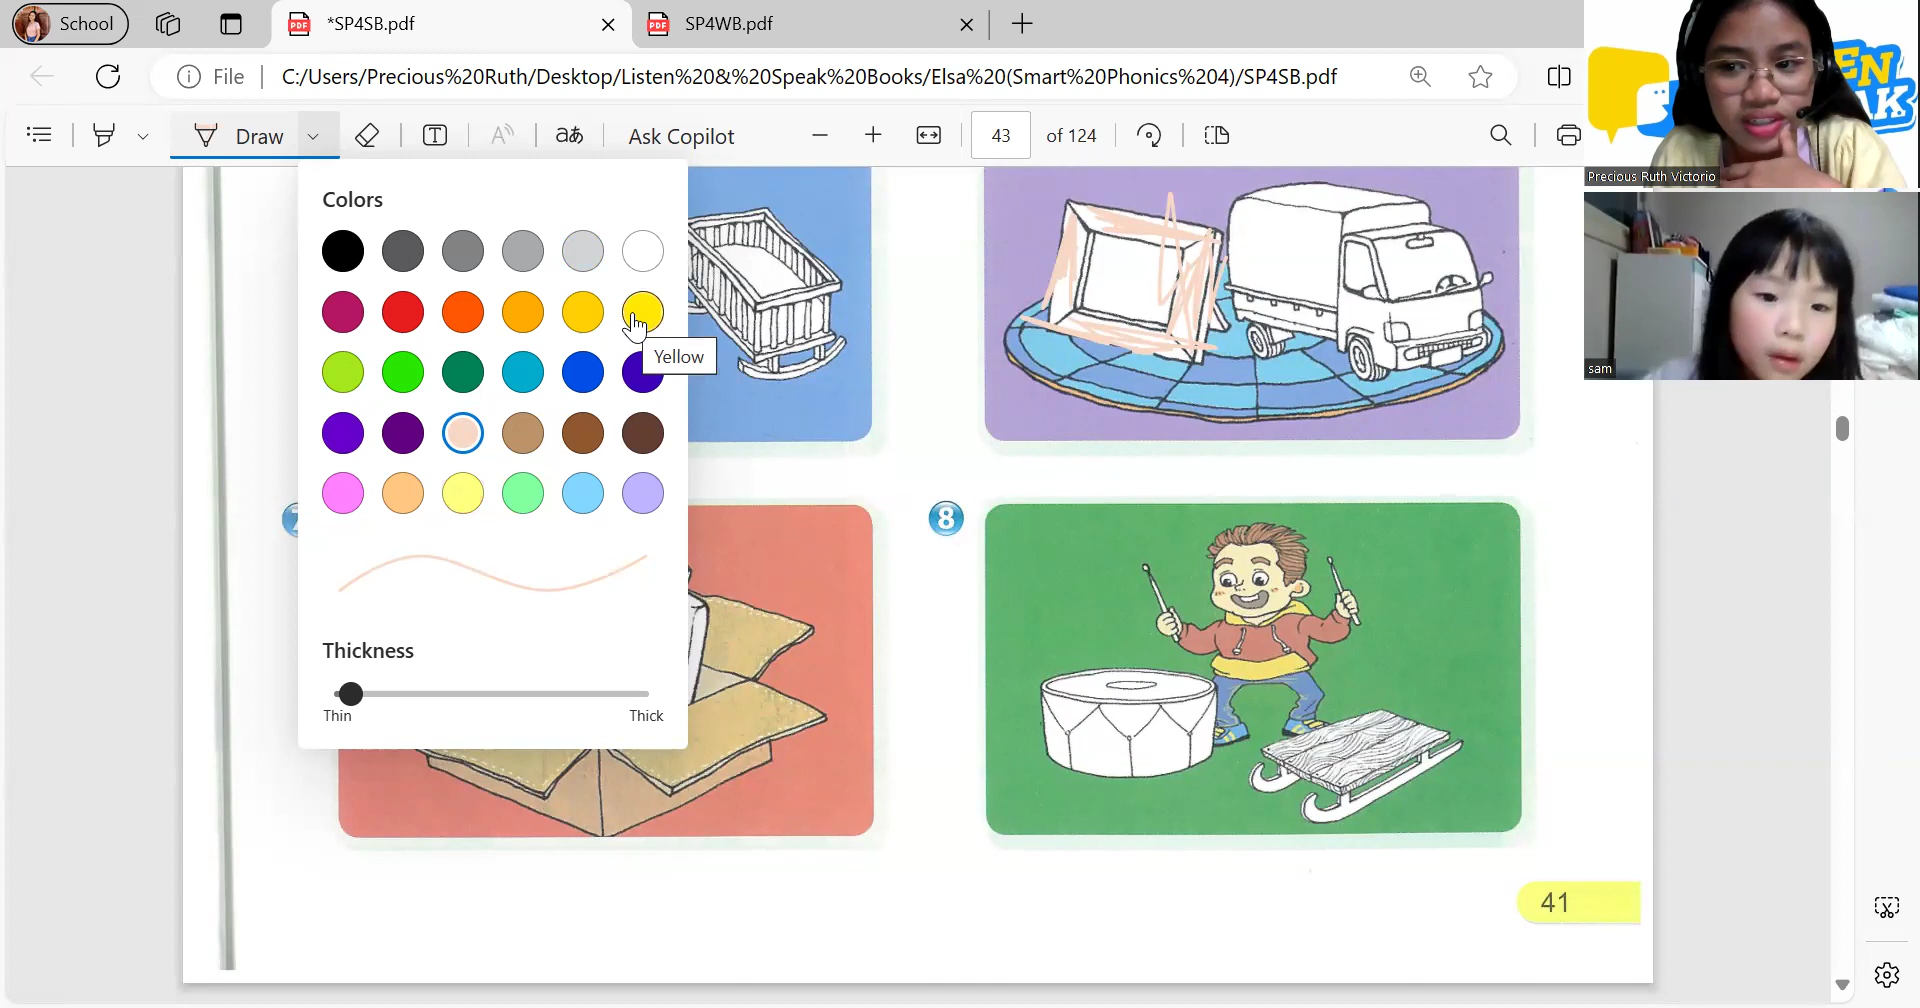 School
*SP4SB.pdf
SP4WB.pdf
File
C:/Users/Precious%20Ruth/Desktop/Listen%20&%20Speak%20Books/Elsa%20(Smart%20Phonics%204)/SP4SB.pdf
Draw
Ask Copilot
43
of 124
Precious Ruth Victorio
sam
Colors
Yellow
Thickness
Thin
Thick
8
41